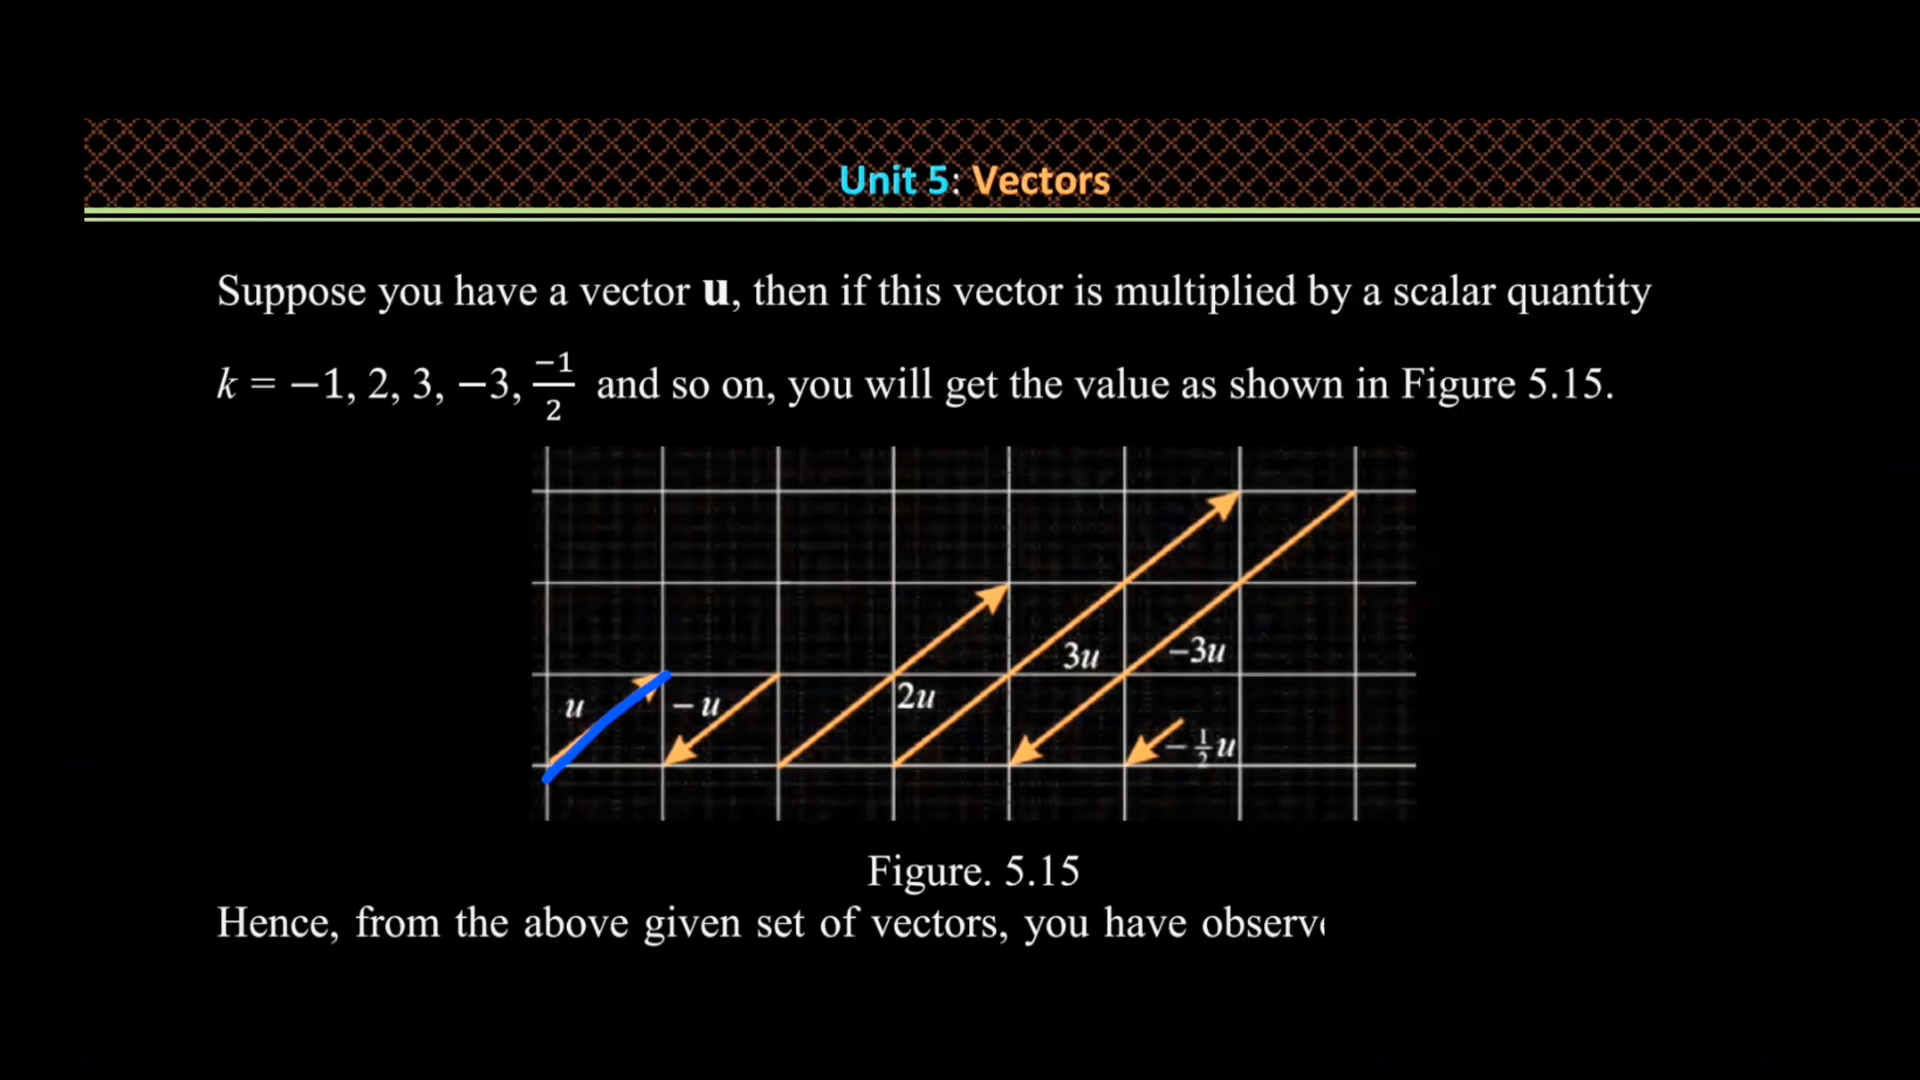 Unit 5: Vectors
Suppose you have a vector u, then if this vector is multiplied by a scalar quantity
k = −1, 2, 3, −3, −1/2 and so on, you will get the value as shown in Figure 5.15.
3u
−3u
u
− u
2u
− 1/2 u
Figure. 5.15
Hence, from the above given set of vectors, you have observ